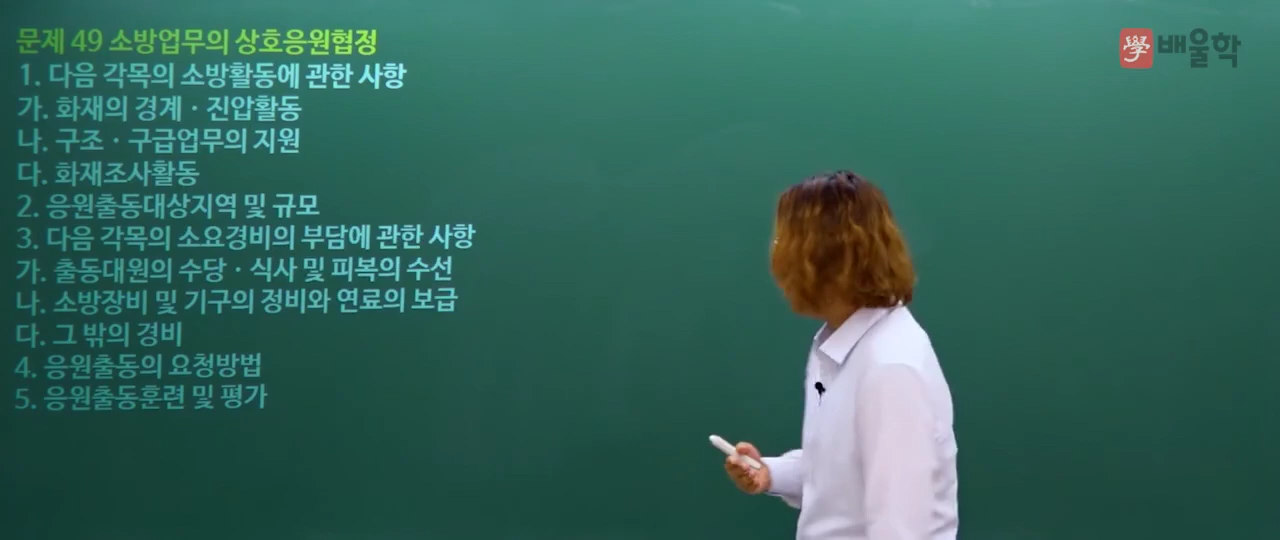 문제 49 소방업무의 상호응원협정
1. 다음 각목의 소방활동에 관한 사항
가. 화재의 경계 · 진압활동
나. 구조 · 구급업무의 지원
다. 화재조사활동
2. 응원출동대상지역 및 규모
3. 다음 각목의 소요경비의 부담에 관한 사항
가. 출동대원의 수당 · 식사 및 피복의 수선
나. 소방장비 및 기구의 정비와 연료의 보급
다. 그 밖의 경비
4. 응원출동의 요청방법
5. 응원출동훈련 및 평가
學 배울학